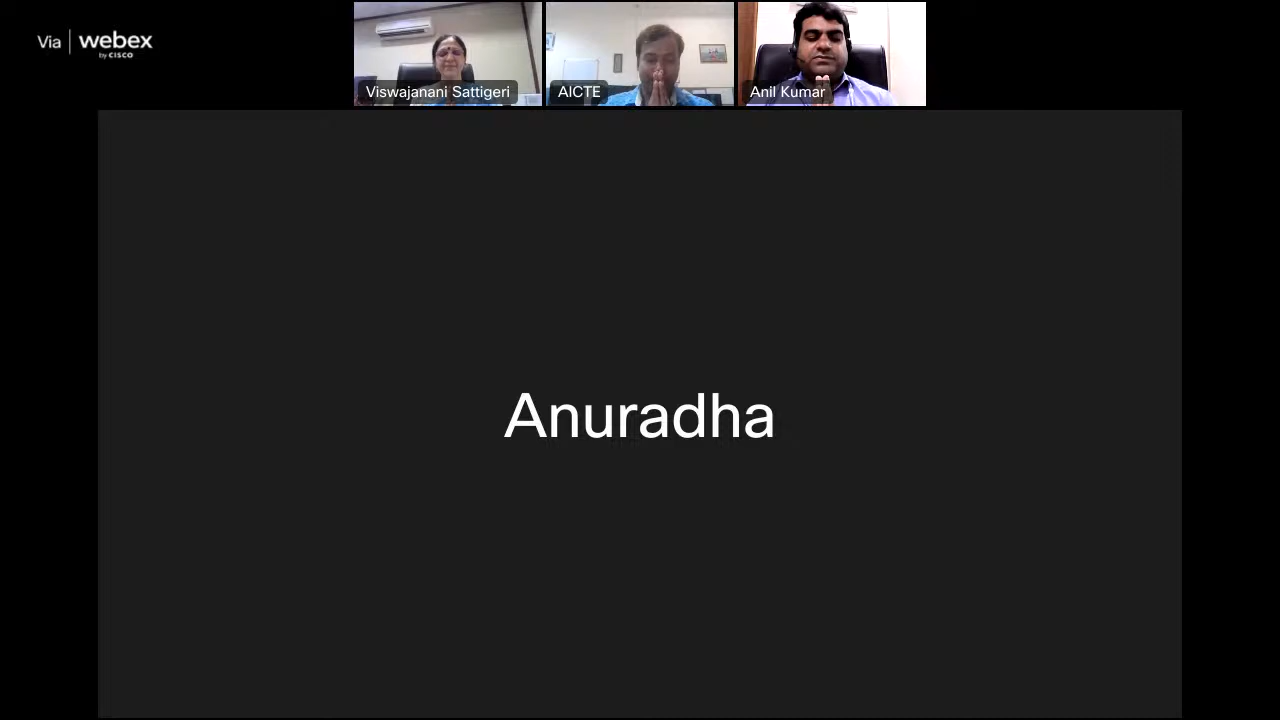 Via webex
by CISCO
Viswajanani Sattigeri
AICTE
Anil Kumar
Anuradha